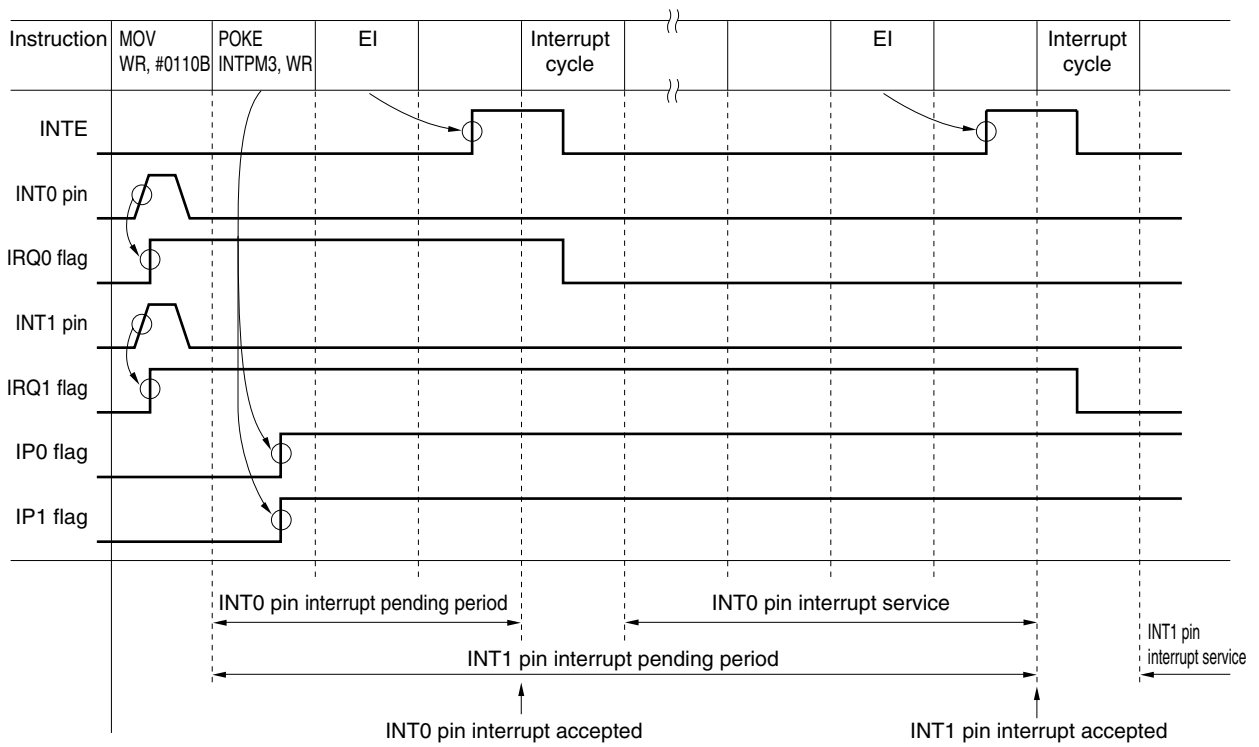 Instruction
MOV
WR, #0110B
POKE
INTPM3, WR
EI
Interrupt
cycle
EI
Interrupt
cycle
INTE
INT0 pin
IRQ0 flag
INT1 pin
IRQ1 flag
IP0 flag
IP1 flag
INT0 pin interrupt pending period
INT0 pin interrupt service
INT1 pin
interrupt service
INT1 pin interrupt pending period
INT0 pin interrupt accepted
INT1 pin interrupt accepted